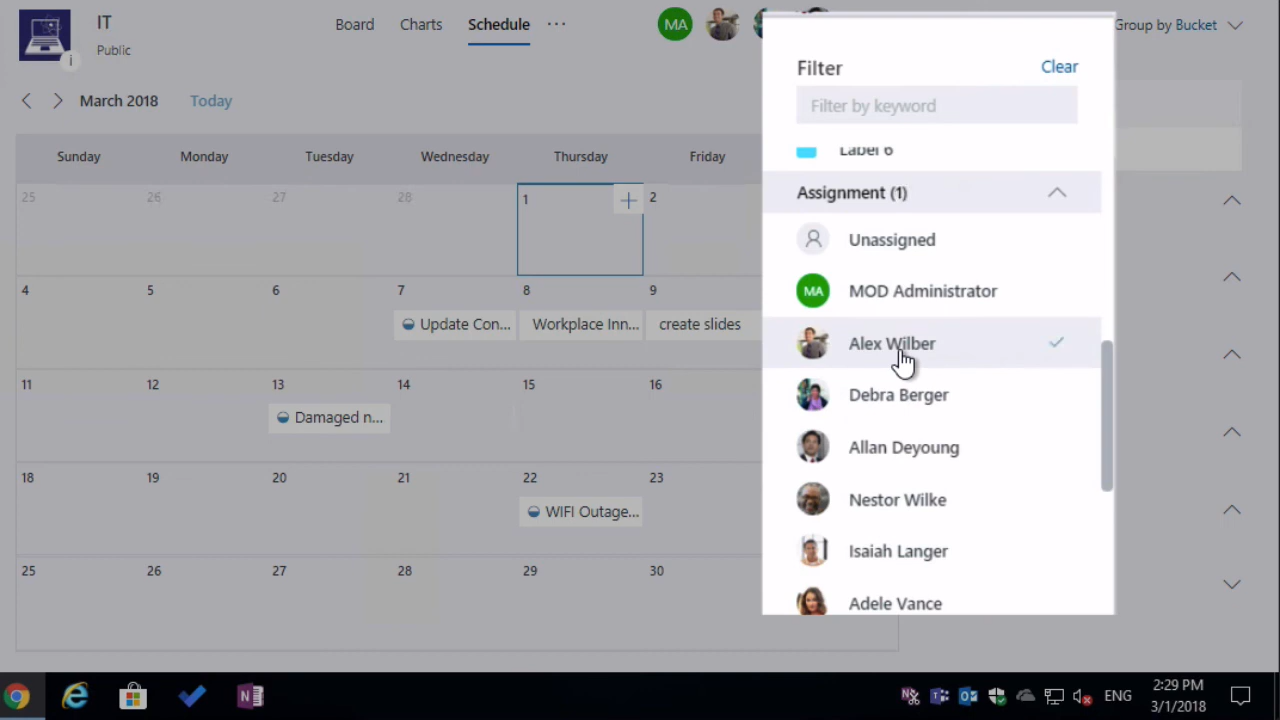 IT
Public
Board Charts Schedule ···
MA
Group by Bucket
March 2018 Today
Sunday Monday Tuesday Wednesday Thursday Friday
25 26 27 28 1 2
4 5 6 7 8 9
Update Con... Workplace Inn... create slides
11 12 13 14 15 16
Damaged n...
18 19 20 21 22 23
WIFI Outage...
25 26 27 28 29 30
Filter Clear
Filter by keyword
Label 6
Assignment (1)
Unassigned
MA MOD Administrator
Alex Wilber
Debra Berger
Allan Deyoung
Nestor Wilke
Isaiah Langer
Adele Vance
ENG
2:29 PM
3/1/2018